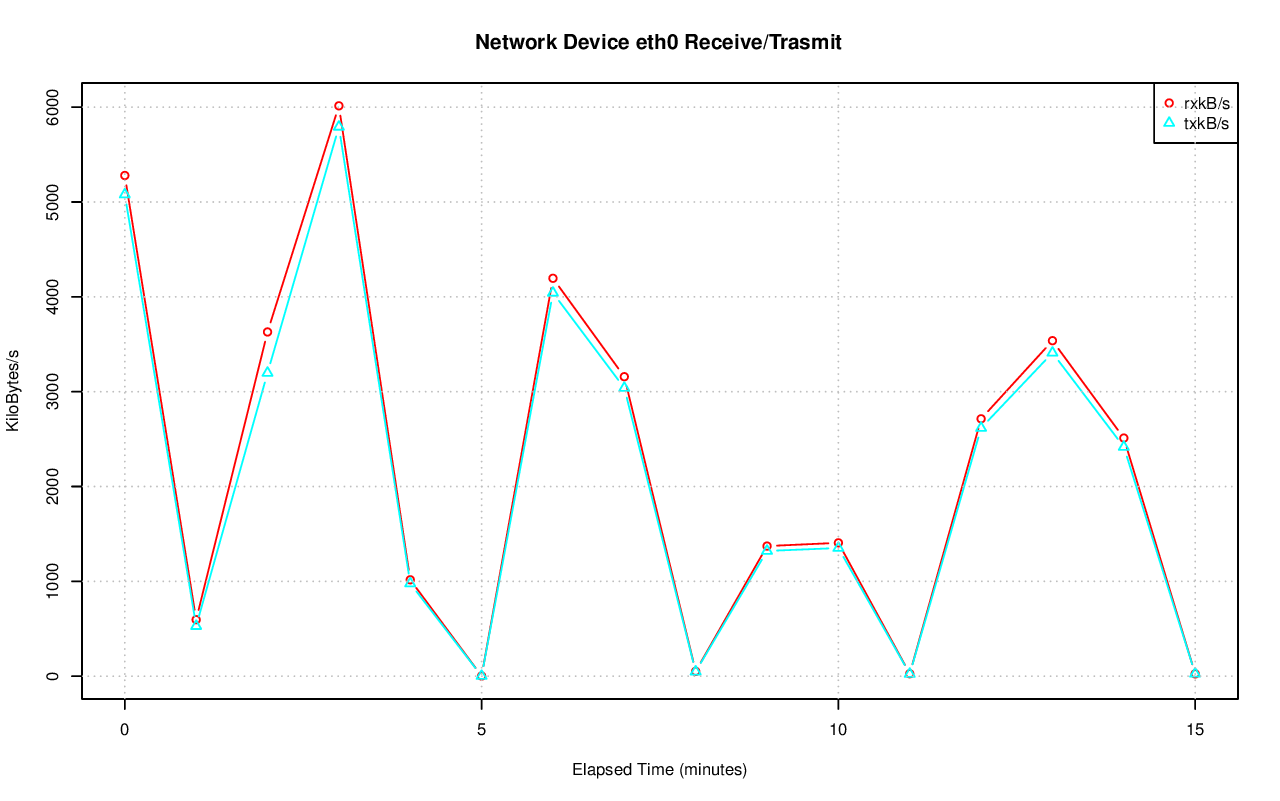 Network Device eth0 Receive/Trasmit
rxkB/s
txkB/s
KiloBytes/s
6000
5000
4000
3000
2000
1000
0
0 5 10 15
Elapsed Time (minutes)